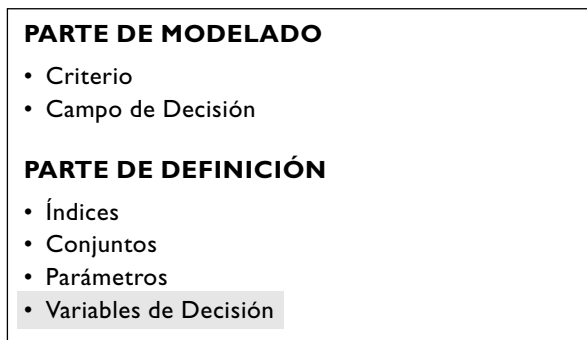 PARTE DE MODELADO
• Criterio
• Campo de Decisión
PARTE DE DEFINICIÓN
• Índices
• Conjuntos
• Parámetros
• Variables de Decisión